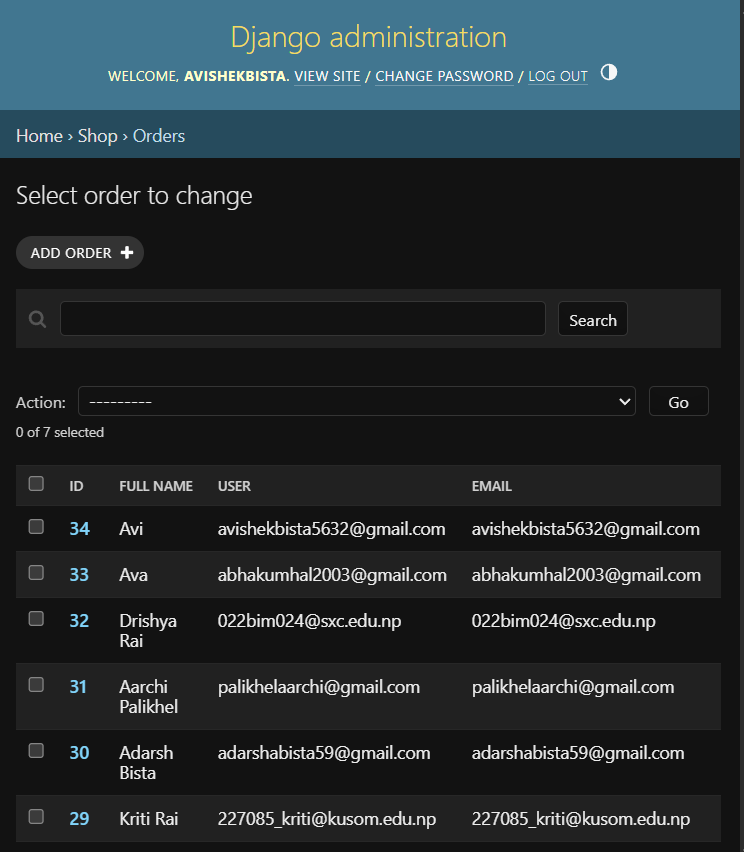 Django administration
WELCOME, AVISHEKBISTA. VIEW SITE / CHANGE PASSWORD / LOG OUT
Home › Shop › Orders
Select order to change
ADD ORDER
Search
Action: --------- Go
0 of 7 selected
ID FULL NAME USER EMAIL
34 Avi avishekbista5632@gmail.com avishekbista5632@gmail.com
33 Ava abhakumhal2003@gmail.com abhakumhal2003@gmail.com
32 Drishya Rai 022bim024@sxc.edu.np 022bim024@sxc.edu.np
31 Aarchi Palikhel palikhelaarchi@gmail.com palikhelaarchi@gmail.com
30 Adarsh Bista adarshabista59@gmail.com adarshabista59@gmail.com
29 Kriti Rai 227085_kriti@kusom.edu.np 227085_kriti@kusom.edu.np